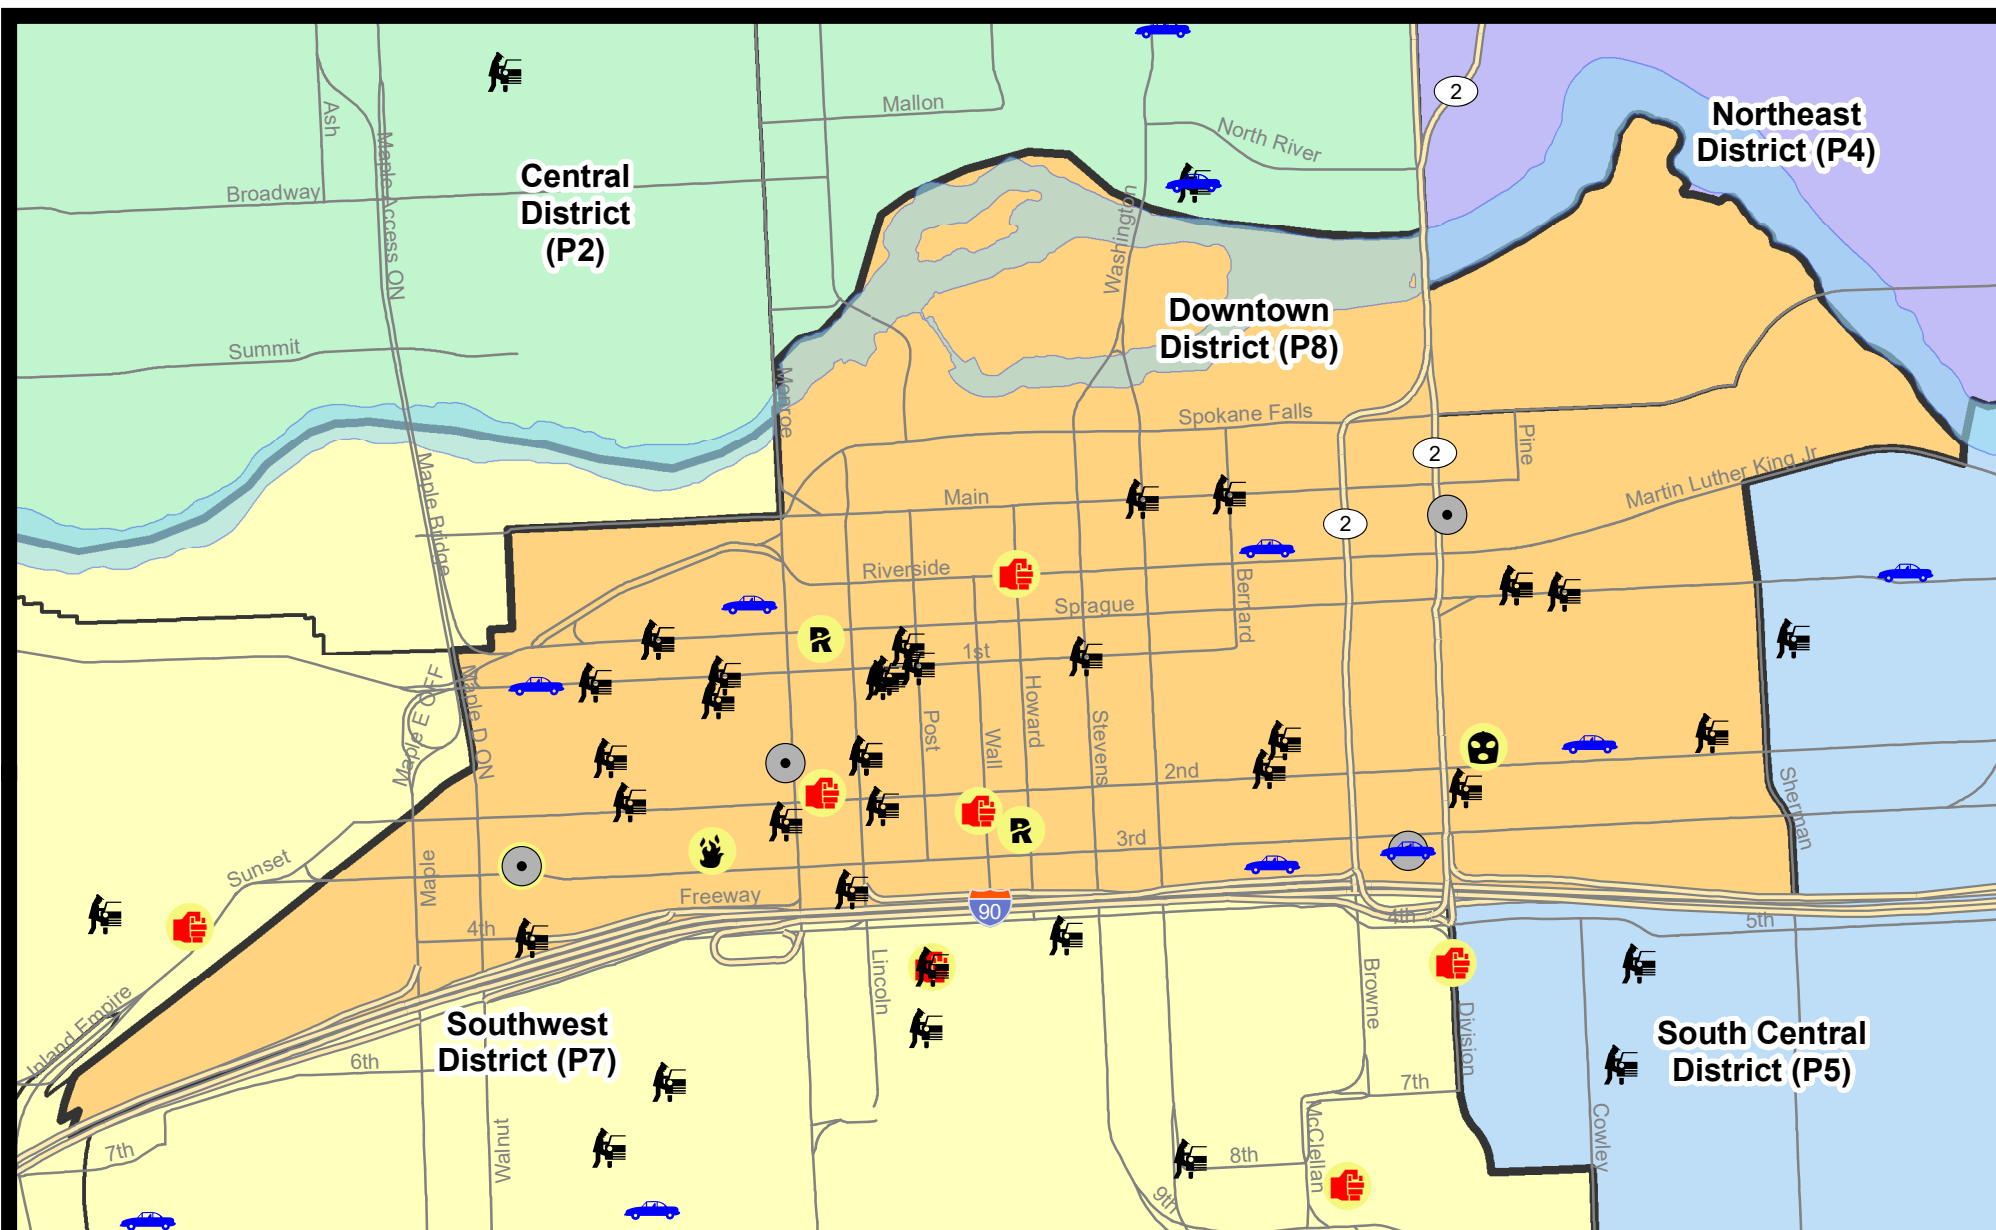 2
Northeast
District (P4)
Mallon
North River
Ash
Maple Access ON
Central
District
(P2)
Broadway
Washington
Downtown
District (P8)
Summit
Monroe
Spokane Falls
Pine
2
Martin Luther King Jr
Maple Bridge
Main
2
Riverside
Bernard
Sprague
1st
Maple E OFF
Maple D ON
Howard
Post
Wall
Stevens
2nd
Sherman
3rd
Sunset
Maple
Freeway
90
4th
4th
5th
Lincoln
Browne
Division
Inland Empire
Southwest
District (P7)
South Central
District (P5)
6th
7th
McClellan
Cowley
Walnut
7th
8th
9th